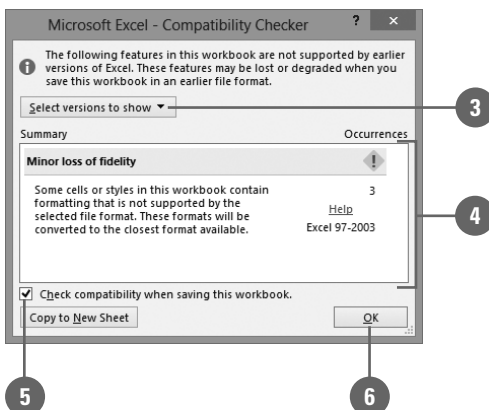 Microsoft Excel - Compatibility Checker ? ×
The following features in this workbook are not supported by earlier
versions of Excel. These features may be lost or degraded when you
save this workbook in an earlier file format.
Select versions to show
3
Summary Occurrences
Minor loss of fidelity
Some cells or styles in this workbook contain 3
formatting that is not supported by the
selected file format. These formats will be
converted to the closest format available.
Help
Excel 97-2003
4
Check compatibility when saving this workbook.
Copy to New Sheet OK
5 6